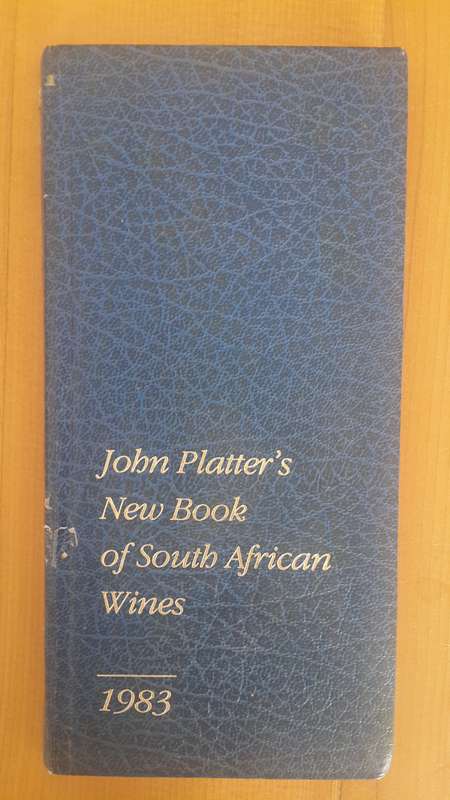 John Platter's
New Book
of South African
Wines
1983